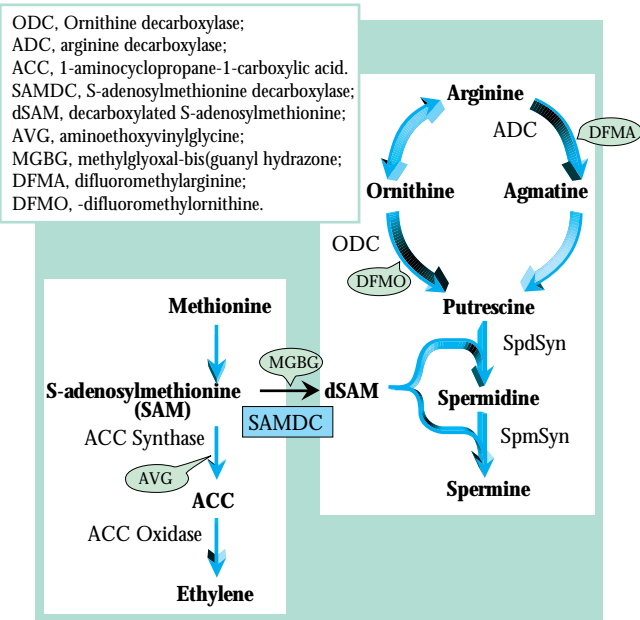 ODC, Ornithine decarboxylase;
ADC, arginine decarboxylase;
ACC, 1-aminocyclopropane-1-carboxylic acid.
SAMDC, S-adenosylmethionine decarboxylase;
dSAM, decarboxylated S-adenosylmethionine;
AVG, aminoethoxyvinylglycine;
MGBG, methylglyoxal-bis(guanyl hydrazone;
DFMA, difluoromethylarginine;
DFMO, -difluoromethylornithine.
Arginine
ADC
DFMA
Ornithine
Agmatine
ODC
DFMO
Putrescine
SpdSyn
Methionine
MGBG
S-adenosylmethionine
(SAM)
dSAM
Spermidine
SAMDC
SpmSyn
ACC Synthase
AVG
Spermine
ACC
ACC Oxidase
Ethylene